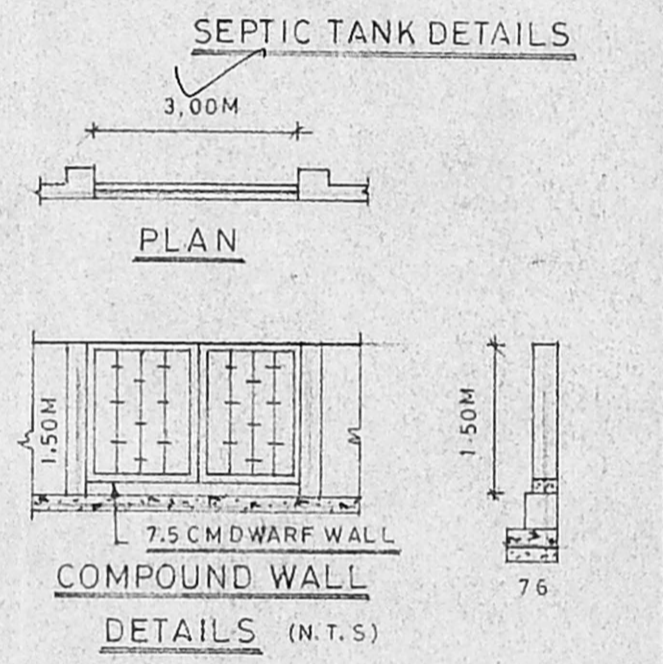 SEPTIC TANK DETAILS
3,00M
PLAN
1.50M
1.50M
7.5 CM DWARF WALL
76
COMPOUND WALL
DETAILS (N.T.S)